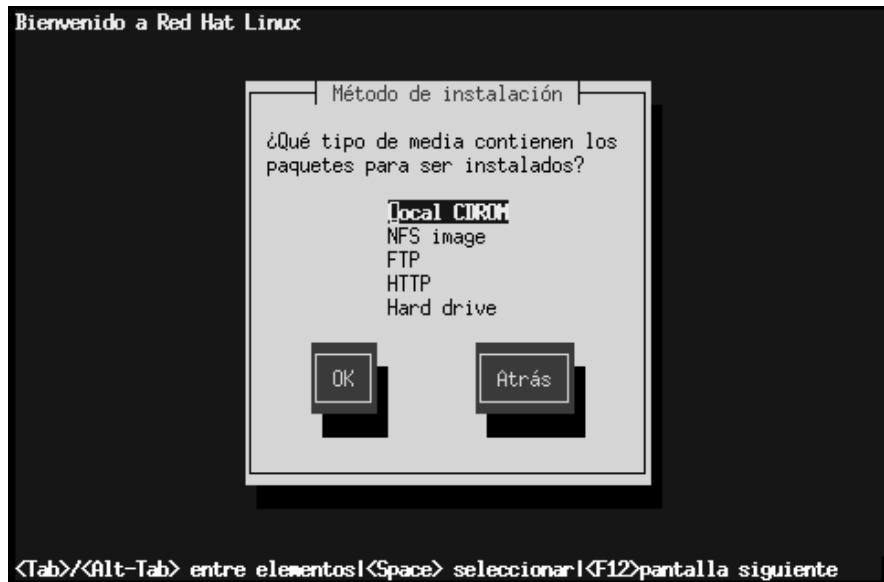 Bienvenido a Red Hat Linux
Método de instalación
¿Qué tipo de media contienen los
paquetes para ser instalados?
Local CDROM
NFS image
FTP
HTTP
Hard drive
OK
Atrás
<Tab>/<Alt-Tab> entre elementos|<Space> seleccionar|<F12>pantalla siguiente